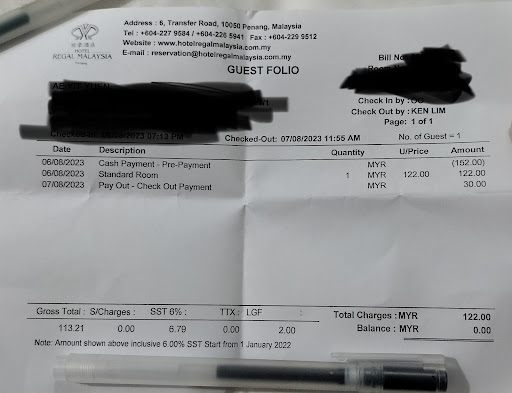 Address : 6, Transfer Road, 10050 Penang, Malaysia
Tel : +604-227 9584 / +604-226 5941 Fax : +604-229 9512
Website : www.hotelregalmalaysia.com.my
E-mail : reservation@hotelregalmalaysia.com.my
HOTEL
REGAL MALAYSIA
Penang
GUEST FOLIO
Bill No
Check In by :
Check Out by : KEN LIM
Page: 1 of 1
Checked-In: 07:13 PM Checked-Out: 07/08/2023 11:55 AM No. of Guest = 1
Date Description Quantity U/Price Amount
06/08/2023 Cash Payment - Pre-Payment MYR (152.00)
06/08/2023 Standard Room 1 MYR 122.00 122.00
07/08/2023 Pay Out - Check Out Payment MYR 30.00
Gross Total : S/Charges : SST 6% : TTX : LGF : Total Charges : MYR 122.00
113.21 0.00 6.79 0.00 2.00 Balance : MYR 0.00
Note: Amount shown above inclusive 6.00% SST Start from 1 January 2022